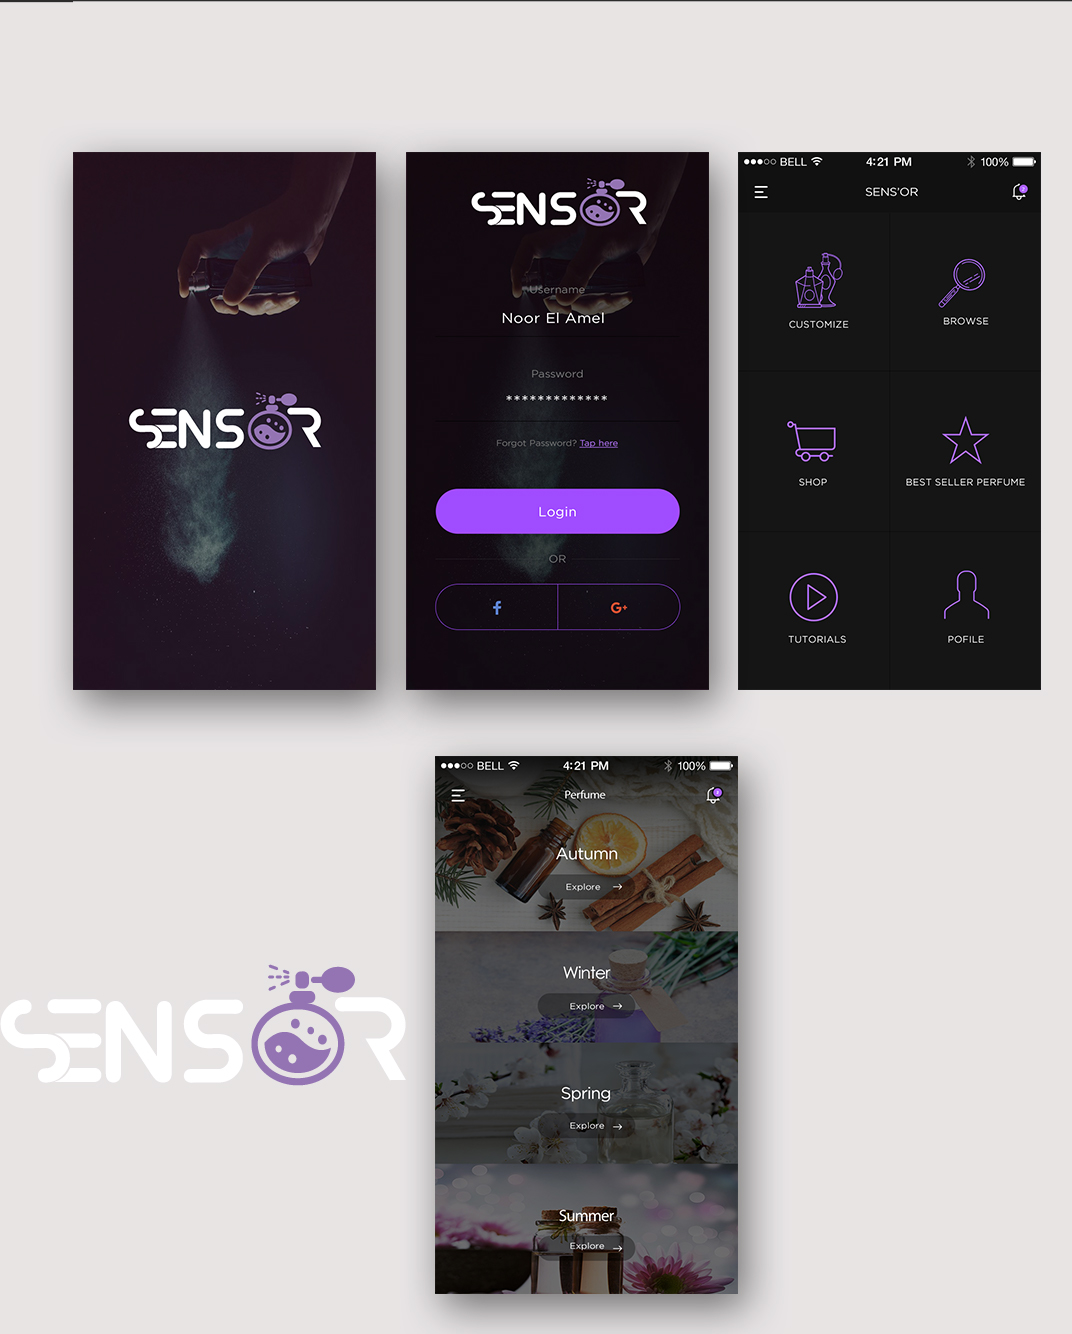 SENSOR
SENSOR
Username
Noor El Amel
Password
*************
Forgot Password? Tap here
Login
OR
f
G+
BELL 4:21 PM 100%
SENS'OR
CUSTOMIZE
BROWSE
SHOP
BEST SELLER PERFUME
TUTORIALS
POFILE
SENSOR
BELL 4:21 PM 100%
Perfume
Autumn
Explore →
Winter
Explore →
Spring
Explore →
Summer
Explore →